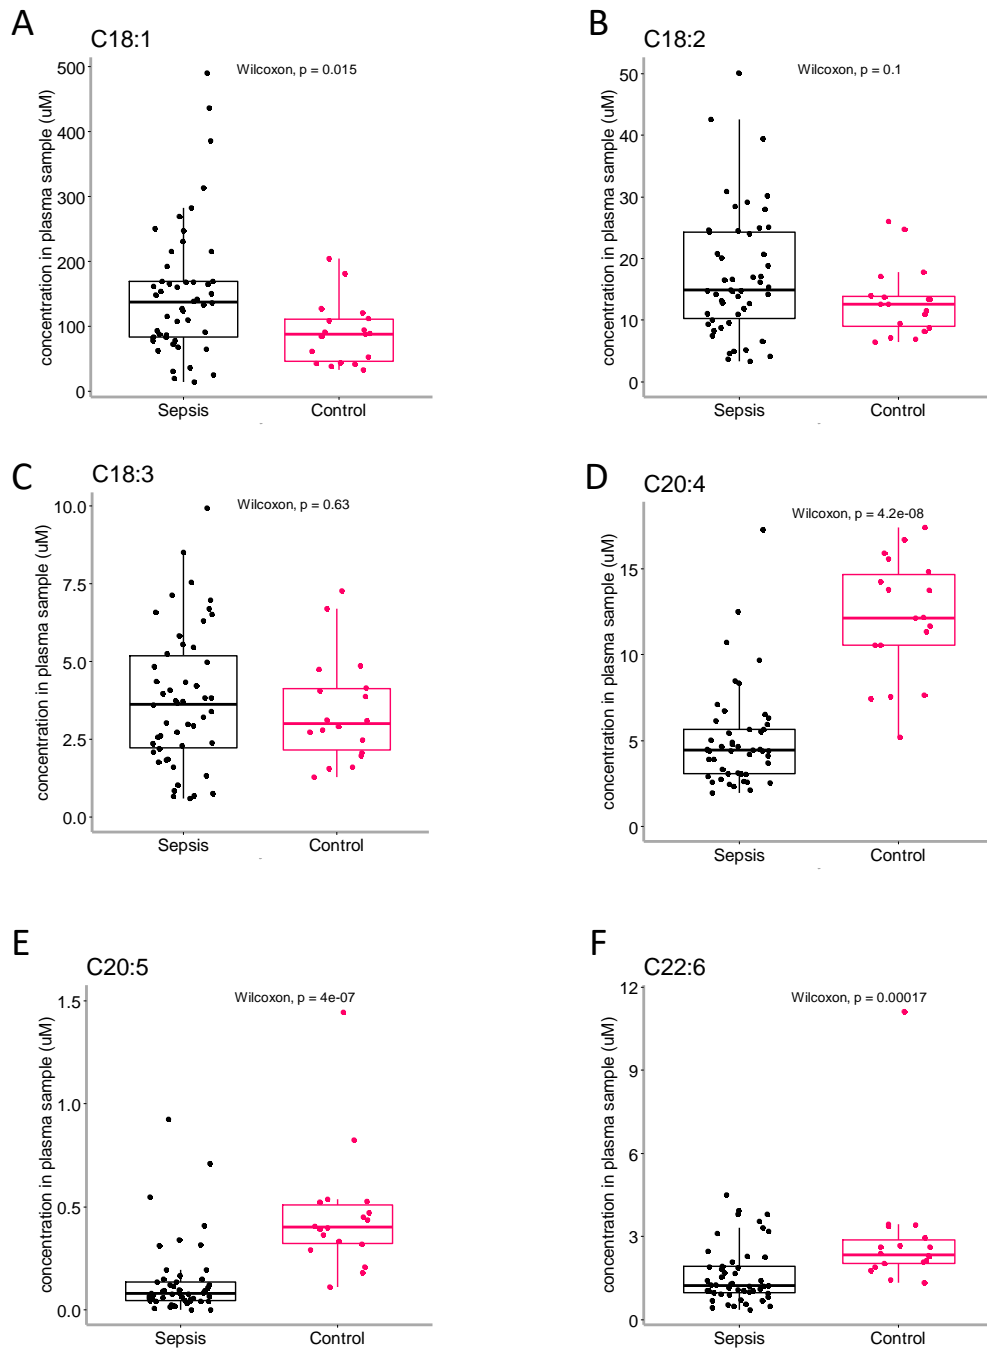 A
C18:1
Wilcoxon, p = 0.015
concentration in plasma sample (uM)
500
400
300
200
100
0
Sepsis
Control
B
C18:2
Wilcoxon, p = 0.1
concentration in plasma sample (uM)
50
40
30
20
10
0
Sepsis
Control
C
C18:3
Wilcoxon, p = 0.63
concentration in plasma sample (uM)
10.0
7.5
5.0
2.5
0.0
Sepsis
Control
D
C20:4
Wilcoxon, p = 4.2e-08
concentration in plasma sample (uM)
15
10
5
0
Sepsis
Control
E
C20:5
Wilcoxon, p = 4e-07
concentration in plasma sample (uM)
1.5
1.0
0.5
0.0
Sepsis
Control
F
C22:6
Wilcoxon, p = 0.00017
concentration in plasma sample (uM)
12
9
6
3
0
Sepsis
Control